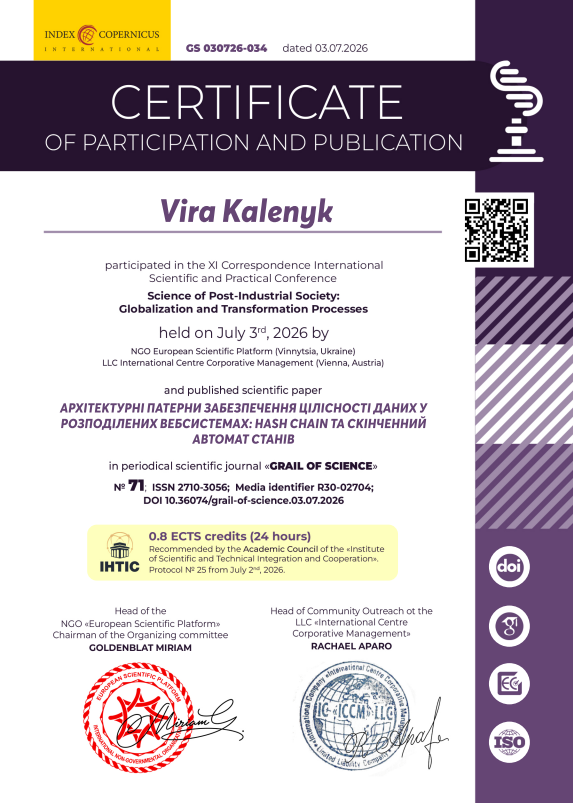 INDEX COPERNICUS
INTERNATIONAL
GS 030726-034 dated 03.07.2026
CERTIFICATE
OF PARTICIPATION AND PUBLICATION
Vira Kalenyk
participated in the XI Correspondence International
Scientific and Practical Conference
Science of Post-Industrial Society:
Globalization and Transformation Processes
held on July 3rd, 2026 by
NGO European Scientific Platform (Vinnytsia, Ukraine)
LLC International Centre Corporative Management (Vienna, Austria)
and published scientific paper
АРХІТЕКТУРНІ ПАТЕРНИ ЗАБЕЗПЕЧЕННЯ ЦІЛІСНОСТІ ДАНИХ У
РОЗПОДІЛЕНИХ ВЕБСИСТЕМАХ: HASH CHAIN ТА СКІНЧЕННИЙ
АВТОМАТ СТАНІВ
in periodical scientific journal «GRAIL OF SCIENCE»
№ 71; ISSN 2710-3056; Media identifier R30-02704;
DOI 10.36074/grail-of-science.03.07.2026
IHTIC
0.8 ECTS credits (24 hours)
Recommended by the Academic Council of the «Institute
of Scientific and Technical Integration and Cooperation».
Protocol № 25 from July 2nd, 2026.
Head of the
NGO «European Scientific Platform»
Chairman of the Organizing committee
GOLDENBLAT MIRIAM
Head of Community Outreach ot the
LLC «International Centre
Corporative Management»
RACHAEL APARO
EUROPEAN SCIENTIFIC PLATFORM
INTERNATIONAL NON-GOVERNMENTAL ORGANIZATION
International Company «International Centre Corporative Management»
LLC «ICCM» LLC
Limited Liability Company
doi
ISO